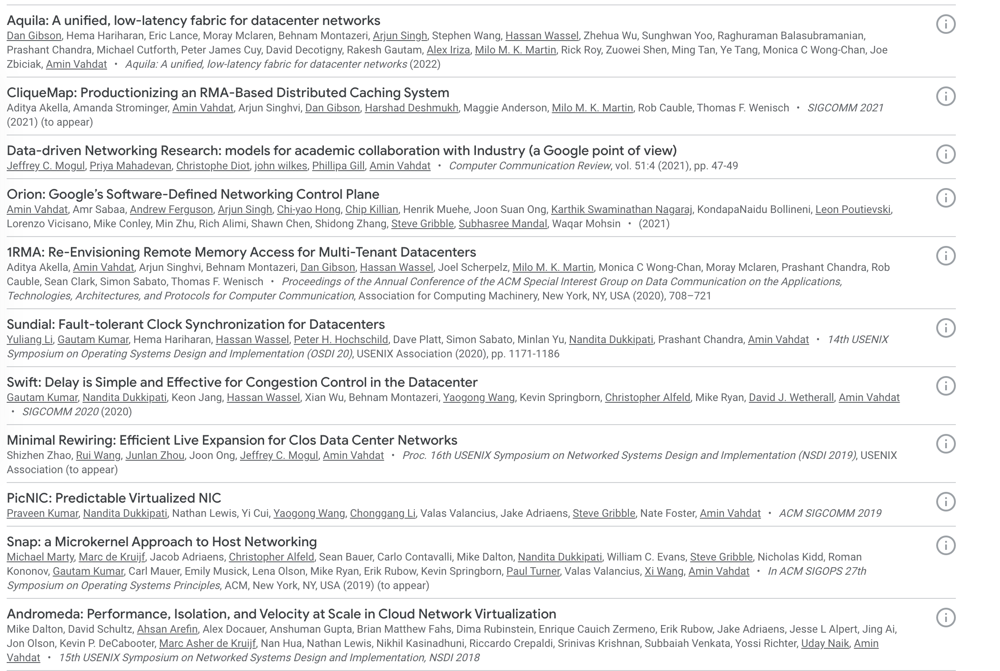 Aquila: A unified, low-latency fabric for datacenter networks
Dan Gibson, Hema Hariharan, Eric Lance, Moray Mclaren, Behnam Montazeri, Arjun Singh, Stephen Wang, Hassan Wassel, Zhehua Wu, Sunghwan Yoo, Raghuraman Balasubramanian,
Prashant Chandra, Michael Cutforth, Peter James Cuy, David Decotigny, Rakesh Gautam, Alex Iriza, Milo M. K. Martin, Rick Roy, Zuowei Shen, Ming Tan, Ye Tang, Monica C Wong-Chan, Joe
Zbiciak, Amin Vahdat • Aquila: A unified, low-latency fabric for datacenter networks (2022)
CliqueMap: Productionizing an RMA-Based Distributed Caching System
Aditya Akella, Amanda Strominger, Amin Vahdat, Arjun Singhvi, Dan Gibson, Harshad Deshmukh, Maggie Anderson, Milo M. K. Martin, Rob Cauble, Thomas F. Wenisch • SIGCOMM 2021
(2021) (to appear)
Data-driven Networking Research: models for academic collaboration with Industry (a Google point of view)
Jeffrey C. Mogul, Priya Mahadevan, Christophe Diot, john wilkes, Phillipa Gill, Amin Vahdat • Computer Communication Review, vol. 51:4 (2021), pp. 47-49
Orion: Google’s Software-Defined Networking Control Plane
Amin Vahdat, Amr Sabaa, Andrew Ferguson, Arjun Singh, Chi-yao Hong, Chip Killian, Henrik Muehe, Joon Suan Ong, Karthik Swaminathan Nagaraj, KondapaNaidu Bollineni, Leon Poutievski,
Lorenzo Vicisano, Mike Conley, Min Zhu, Rich Alimi, Shawn Chen, Shidong Zhang, Steve Gribble, Subhasree Mandal, Waqar Mohsin • (2021)
1RMA: Re-Envisioning Remote Memory Access for Multi-Tenant Datacenters
Aditya Akella, Amin Vahdat, Arjun Singhvi, Behnam Montazeri, Dan Gibson, Hassan Wassel, Joel Scherpelz, Milo M. K. Martin, Monica C Wong-Chan, Moray Mclaren, Prashant Chandra, Rob
Cauble, Sean Clark, Simon Sabato, Thomas F. Wenisch • Proceedings of the Annual Conference of the ACM Special Interest Group on Data Communication on the Applications,
Technologies, Architectures, and Protocols for Computer Communication, Association for Computing Machinery, New York, NY, USA (2020), 708–721
Sundial: Fault-tolerant Clock Synchronization for Datacenters
Yuliang Li, Gautam Kumar, Hema Hariharan, Hassan Wassel, Peter H. Hochschild, Dave Platt, Simon Sabato, Minlan Yu, Nandita Dukkipati, Prashant Chandra, Amin Vahdat • 14th USENIX
Symposium on Operating Systems Design and Implementation (OSDI 20), USENIX Association (2020), pp. 1171-1186
Swift: Delay is Simple and Effective for Congestion Control in the Datacenter
Gautam Kumar, Nandita Dukkipati, Keon Jang, Hassan Wassel, Xian Wu, Behnam Montazeri, Yaogong Wang, Kevin Springborn, Christopher Alfeld, Mike Ryan, David J. Wetherall, Amin Vahdat
• SIGCOMM 2020 (2020)
Minimal Rewiring: Efficient Live Expansion for Clos Data Center Networks
Shizhen Zhao, Rui Wang, Junlan Zhou, Joon Ong, Jeffrey C. Mogul, Amin Vahdat • Proc. 16th USENIX Symposium on Networked Systems Design and Implementation (NSDI 2019), USENIX
Association (to appear)
PicNIC: Predictable Virtualized NIC
Praveen Kumar, Nandita Dukkipati, Nathan Lewis, Yi Cui, Yaogong Wang, Chonggang Li, Valas Valancius, Jake Adriaens, Steve Gribble, Nate Foster, Amin Vahdat • ACM SIGCOMM 2019
Snap: a Microkernel Approach to Host Networking
Michael Marty, Marc de Kruijf, Jacob Adriaens, Christopher Alfeld, Sean Bauer, Carlo Contavalli, Mike Dalton, Nandita Dukkipati, William C. Evans, Steve Gribble, Nicholas Kidd, Roman
Kononov, Gautam Kumar, Carl Mauer, Emily Musick, Lena Olson, Mike Ryan, Erik Rubow, Kevin Springborn, Paul Turner, Valas Valancius, Xi Wang, Amin Vahdat • In ACM SIGOPS 27th
Symposium on Operating Systems Principles, ACM, New York, NY, USA (2019) (to appear)
Andromeda: Performance, Isolation, and Velocity at Scale in Cloud Network Virtualization
Mike Dalton, David Schultz, Ahsan Arefin, Alex Docauer, Anshuman Gupta, Brian Matthew Fahs, Dima Rubinstein, Enrique Cauich Zermeno, Erik Rubow, Jake Adriaens, Jesse L Alpert, Jing Ai,
Jon Olson, Kevin P. DeCabooter, Marc Asher de Kruijf, Nan Hua, Nathan Lewis, Nikhil Kasinadhuni, Riccardo Crepaldi, Srinivas Krishnan, Subbaiah Venkata, Yossi Richter, Uday Naik, Amin
Vahdat • 15th USENIX Symposium on Networked Systems Design and Implementation, NSDI 2018